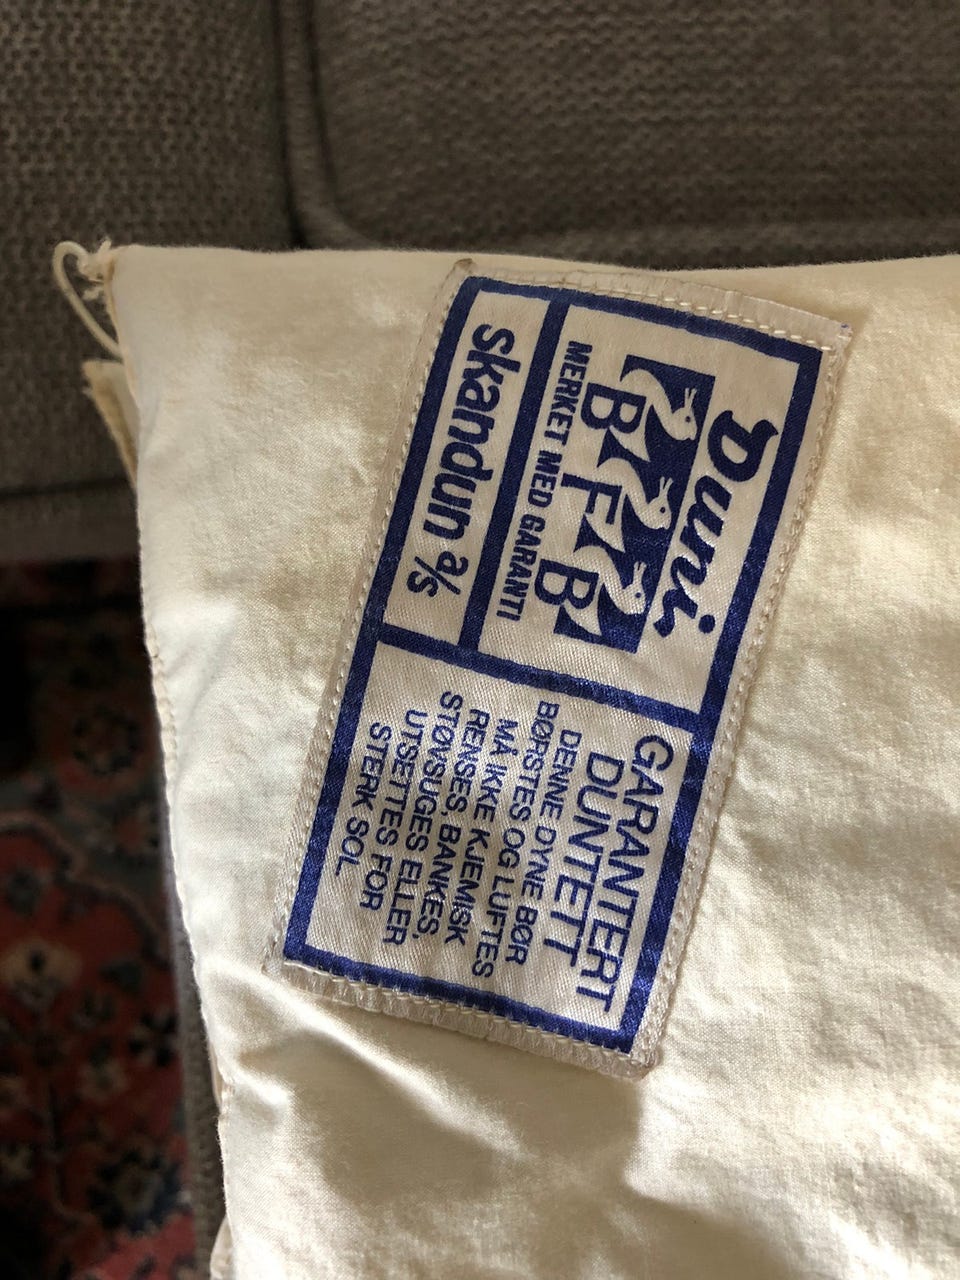 Duni
BFB
MERKET MED GARANTI
skandun a/s
GARANTERT
DUNTETT
DENNE DYNE BØR
BØRSTES OG LUFTES
MÅ IKKE KJEMISK
RENSES, BANKES,
STØVSUGES ELLER
UTSETTES FOR
STERK SOL